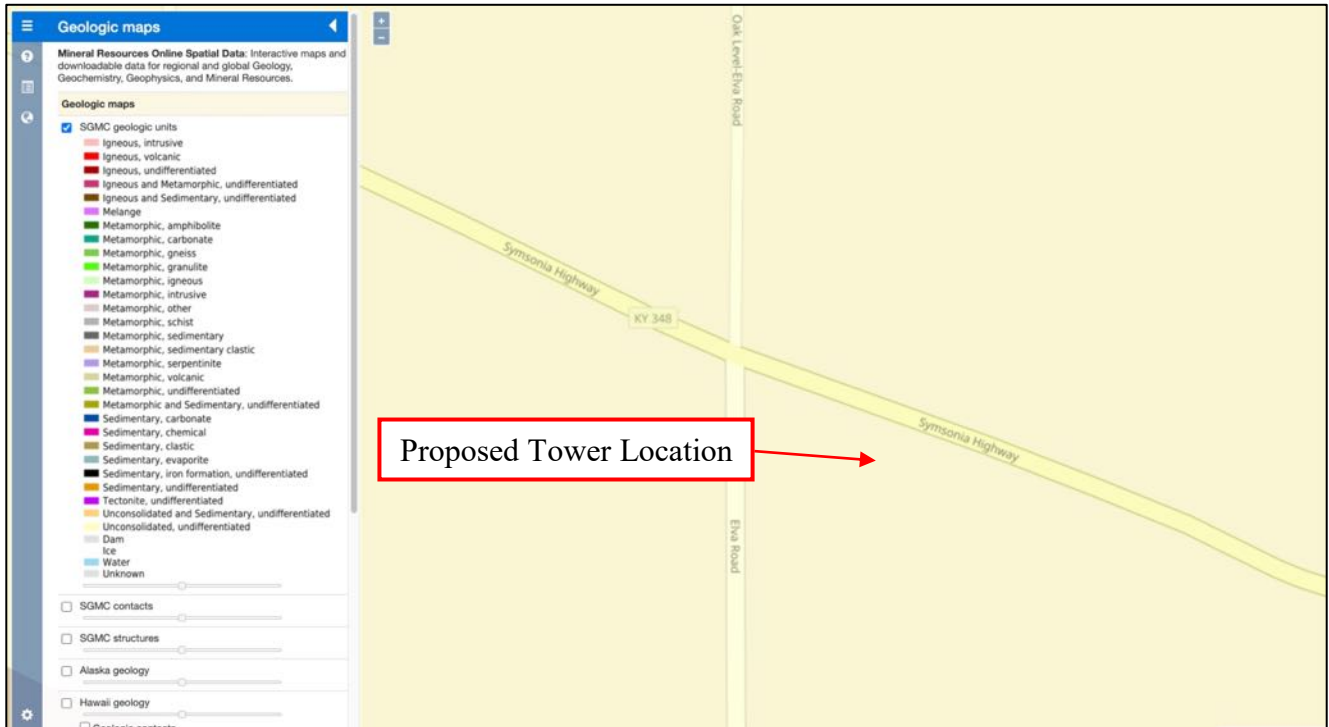 Geologic maps
Mineral Resources Online Spatial Data: Interactive maps and
downloadable data for regional and global Geology,
Geochemistry, Geophysics, and Mineral Resources.
Geologic maps
SGMC geologic units
Igneous, intrusive
Igneous, volcanic
Igneous, undifferentiated
Igneous and Metamorphic, undifferentiated
Igneous and Sedimentary, undifferentiated
Melange
Metamorphic, amphibolite
Metamorphic, carbonate
Metamorphic, gneiss
Metamorphic, granulite
Metamorphic, igneous
Metamorphic, intrusive
Metamorphic, other
Metamorphic, schist
Metamorphic, sedimentary
Metamorphic, sedimentary clastic
Metamorphic, serpentinite
Metamorphic, volcanic
Metamorphic, undifferentiated
Metamorphic and Sedimentary, undifferentiated
Sedimentary, carbonate
Sedimentary, chemical
Sedimentary, clastic
Sedimentary, evaporite
Sedimentary, iron formation, undifferentiated
Sedimentary, undifferentiated
Tectonite, undifferentiated
Unconsolidated and Sedimentary, undifferentiated
Unconsolidated, undifferentiated
Dam
Ice
Water
Unknown
SGMC contacts
SGMC structures
Alaska geology
Hawaii geology
Geologic contacts
Oak Level-Elva Road
Symsonia Highway
KY 348
Proposed Tower Location
Symsonia Highway
Elva Road